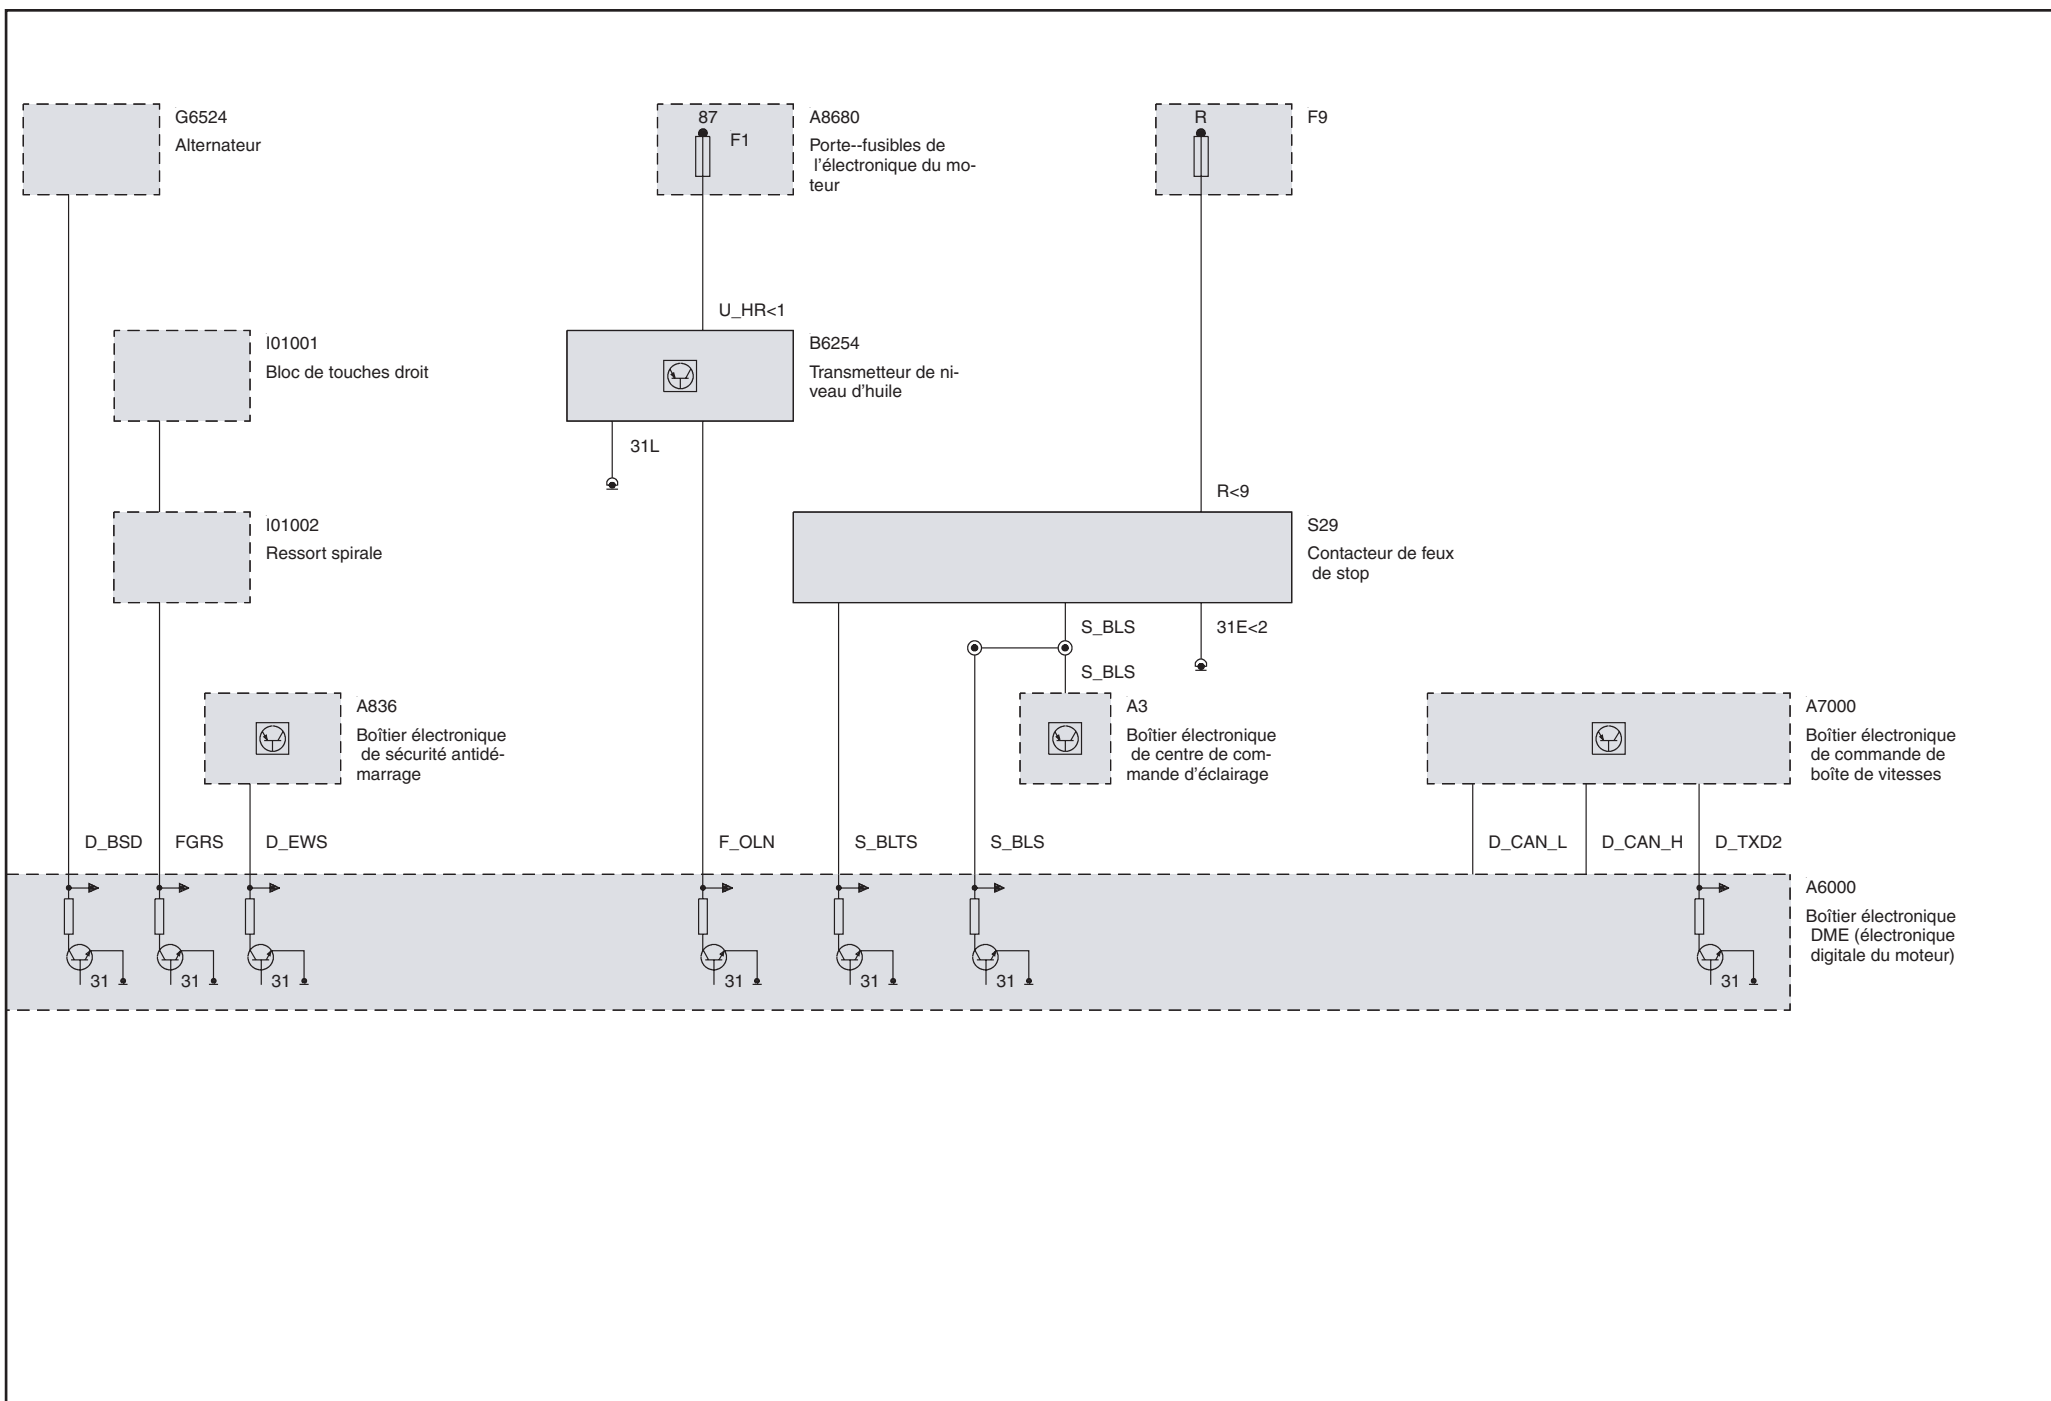 G6524
Alternateur
87
F1
A8680
Porte--fusibles de
l'électronique du mo-
teur
R
F9
U_HR<1
I01001
Bloc de touches droit
B6254
Transmetteur de ni-
veau d'huile
31L
R<9
I01002
Ressort spirale
S29
Contacteur de feux
de stop
S_BLS
31E<2
S_BLS
A836
Boîtier électronique
de sécurité antidé-
marrage
A3
Boîtier électronique
de centre de com-
mande d'éclairage
A7000
Boîtier électronique
de commande de
boîte de vitesses
D_BSD
FGRS
D_EWS
F_OLN
S_BLTS
S_BLS
D_CAN_L
D_CAN_H
D_TXD2
A6000
Boîtier électronique
DME (électronique
digitale du moteur)
31
31
31
31
31
31
31